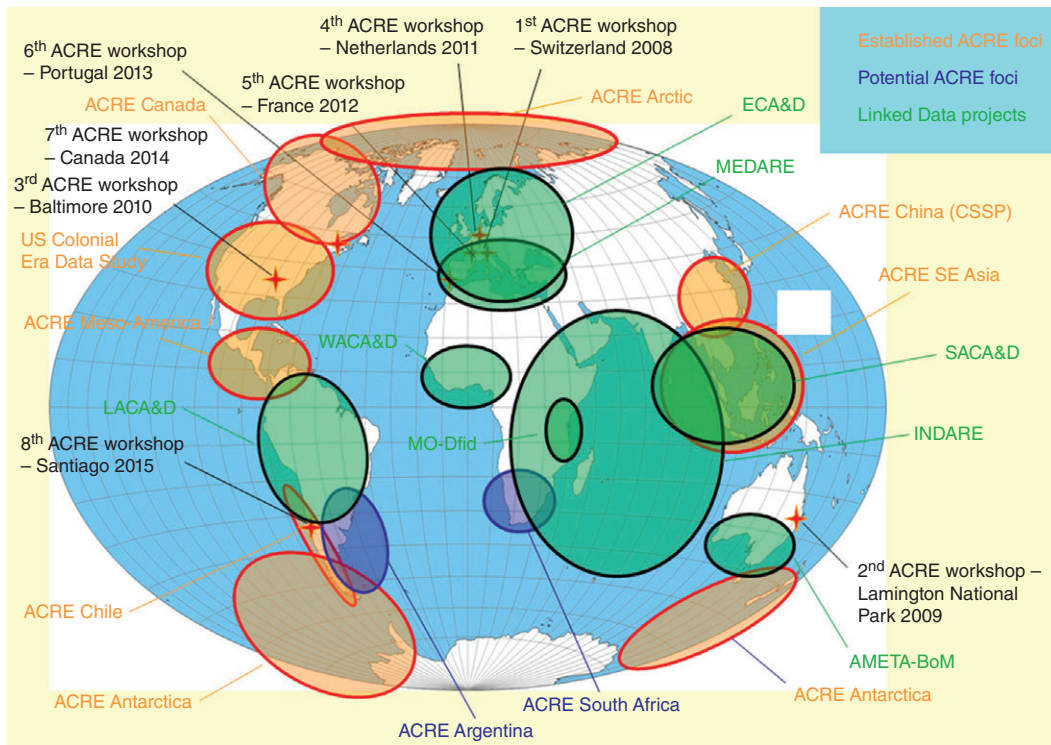 4th ACRE workshop
– Netherlands 2011
1st ACRE workshop
– Switzerland 2008
6th ACRE workshop
– Portugal 2013
5th ACRE workshop
– France 2012
Established ACRE foci
Potential ACRE foci
Linked Data projects
ACRE Canada
ACRE Arctic
ECA&D
7th ACRE workshop
– Canada 2014
MEDARE
3rd ACRE workshop
– Baltimore 2010
ACRE China (CSSP)
US Colonial
Era Data Study
ACRE SE Asia
ACRE Meso-America
WACA&D
SACA&D
LACA&D
MO-Dfid
INDARE
8th ACRE workshop
– Santiago 2015
2nd ACRE workshop –
Lamington National
Park 2009
ACRE Chile
AMETA-BoM
ACRE Antarctica
ACRE South Africa
ACRE Antarctica
ACRE Argentina